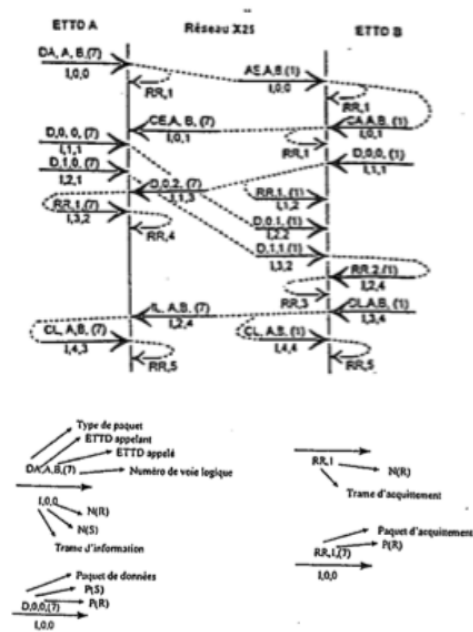 ETTD A
Réseau X25
ETTD B
DA, A, B, (7)
I,0,0
RR,1
AE,A,B,(1)
I,0,0
RR,1
CE,A, B, (7)
I,0,1
RR,1
CA,A,B, (1)
I,0,1
D,0, 0, (7)
I,1,1
D,0,0, (1)
I,1,1
D,1,0, (7)
I,2,1
D,0,2, (7)
I,1,3
RR,1, (1)
I,1,2
RR,1,(7)
I,3,2
RR,4
D,0,1, (1)
I,2,2
D,1,1 (1)
I,3,2
RR,2,(1)
I,2,4
RR,3
A,B, (7)
I,2,4
A,B, (1)
I,3,4
CL, A,B, (7)
I,4,3
CL, A,B, (1)
I,4,4
RR,5
RR,5
Type de paquet
ETTD appelant
ETTD appelé
DA,A,B,(7)
Numéro de voie logique
I,0,0
N(R)
N(S)
Trame d'information
Paquet de données
P(S)
P(R)
D,0,0,(7)
I,0,0
RR,1
N(R)
Trame d'acquittement
Paquet d'acquitement
P(R)
RR,1,(7)
I,0,0